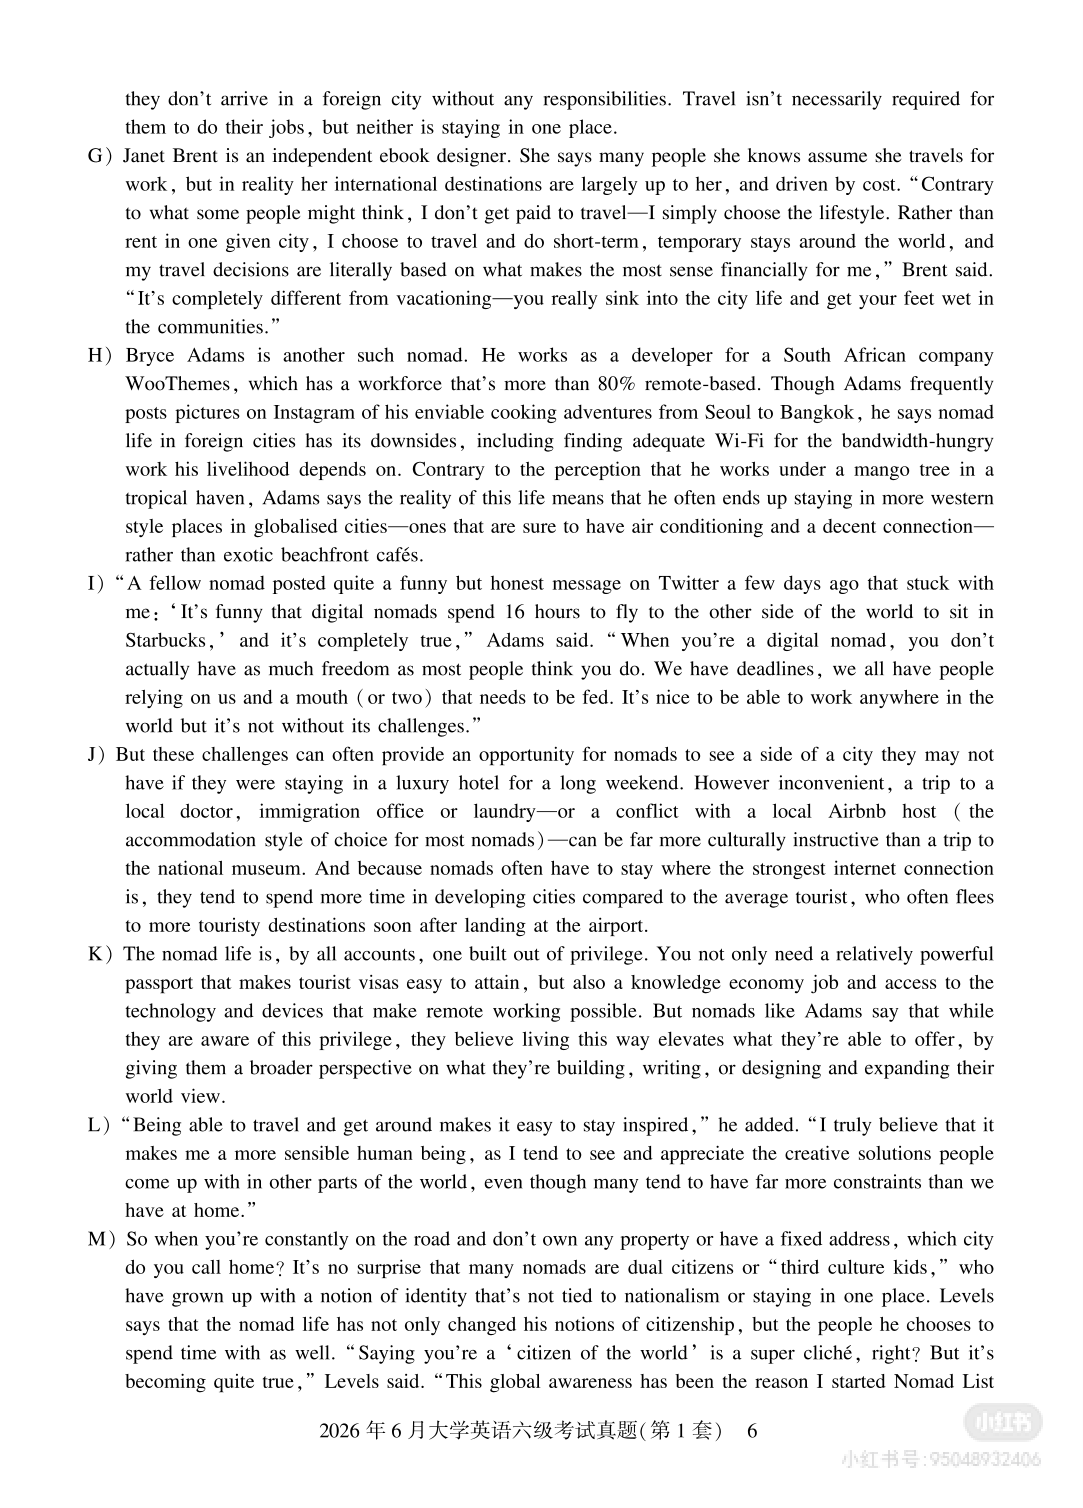 they don't arrive in a foreign city without any responsibilities. Travel isn't necessarily required for
them to do their jobs, but neither is staying in one place.
G) Janet Brent is an independent ebook designer. She says many people she knows assume she travels for
work, but in reality her international destinations are largely up to her, and driven by cost. “Contrary
to what some people might think, I don't get paid to travel—I simply choose the lifestyle. Rather than
rent in one given city, I choose to travel and do short-term, temporary stays around the world, and
my travel decisions are literally based on what makes the most sense financially for me,” Brent said.
“It's completely different from vacationing—you really sink into the city life and get your feet wet in
the communities.”
H) Bryce Adams is another such nomad. He works as a developer for a South African company
WooThemes, which has a workforce that's more than 80% remote-based. Though Adams frequently
posts pictures on Instagram of his enviable cooking adventures from Seoul to Bangkok, he says nomad
life in foreign cities has its downsides, including finding adequate Wi-Fi for the bandwidth-hungry
work his livelihood depends on. Contrary to the perception that he works under a mango tree in a
tropical haven, Adams says the reality of this life means that he often ends up staying in more western
style places in globalised cities—ones that are sure to have air conditioning and a decent connection—
rather than exotic beachfront cafés.
I) “A fellow nomad posted quite a funny but honest message on Twitter a few days ago that stuck with
me: ‘It's funny that digital nomads spend 16 hours to fly to the other side of the world to sit in
Starbucks,’ and it's completely true,” Adams said. “When you're a digital nomad, you don't
actually have as much freedom as most people think you do. We have deadlines, we all have people
relying on us and a mouth (or two) that needs to be fed. It's nice to be able to work anywhere in the
world but it's not without its challenges.”
J) But these challenges can often provide an opportunity for nomads to see a side of a city they may not
have if they were staying in a luxury hotel for a long weekend. However inconvenient, a trip to a
local doctor, immigration office or laundry—or a conflict with a local Airbnb host (the
accommodation style of choice for most nomads)—can be far more culturally instructive than a trip to
the national museum. And because nomads often have to stay where the strongest internet connection
is, they tend to spend more time in developing cities compared to the average tourist, who often flees
to more touristy destinations soon after landing at the airport.
K) The nomad life is, by all accounts, one built out of privilege. You not only need a relatively powerful
passport that makes tourist visas easy to attain, but also a knowledge economy job and access to the
technology and devices that make remote working possible. But nomads like Adams say that while
they are aware of this privilege, they believe living this way elevates what they're able to offer, by
giving them a broader perspective on what they're building, writing, or designing and expanding their
world view.
L) “Being able to travel and get around makes it easy to stay inspired,” he added. “I truly believe that it
makes me a more sensible human being, as I tend to see and appreciate the creative solutions people
come up with in other parts of the world, even though many tend to have far more constraints than we
have at home.”
M) So when you're constantly on the road and don't own any property or have a fixed address, which city
do you call home? It's no surprise that many nomads are dual citizens or “third culture kids,” who
have grown up with a notion of identity that's not tied to nationalism or staying in one place. Levels
says that the nomad life has not only changed his notions of citizenship, but the people he chooses to
spend time with as well. “Saying you're a ‘citizen of the world’ is a super cliché, right? But it's
becoming quite true,” Levels said. “This global awareness has been the reason I started Nomad List
2026年6月大学英语六级考试真题(第1套) 6
小红书
小红书号:95048932406